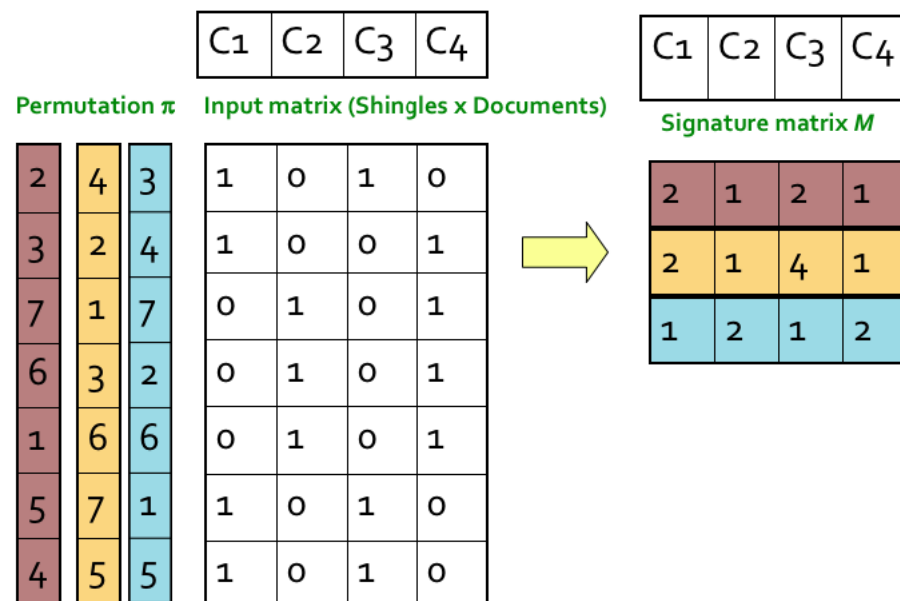 C1 C2 C3 C4
C1 C2 C3 C4
Permutation π Input matrix (Shingles x Documents)
Signature matrix M
2 4 3 1 0 1 0
2 1 2 1
3 2 4 1 0 0 1
2 1 4 1
7 1 7 0 1 0 1
1 2 1 2
6 3 2 0 1 0 1
1 6 6 0 1 0 1
5 7 1 1 0 1 0
4 5 5 1 0 1 0